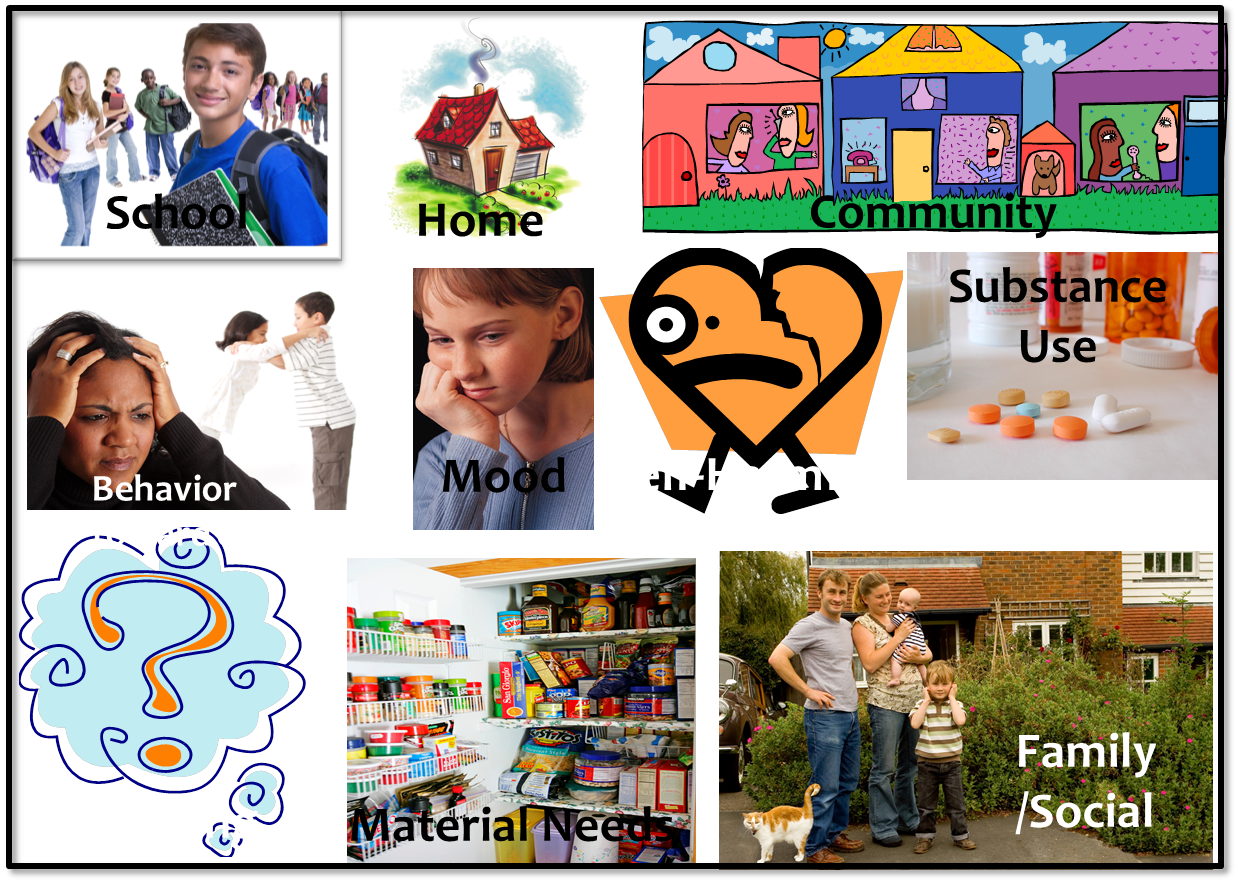 School
Home
Community
Substance
Use
Behavior
Mood
Material Needs
Family
/Social